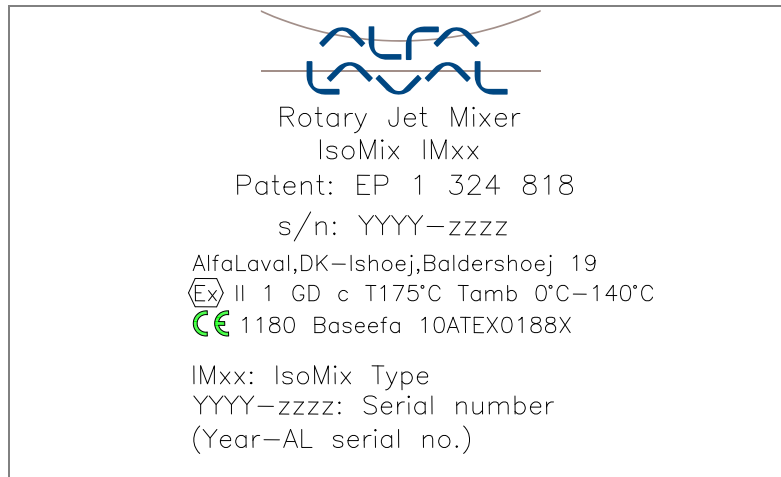 ALFA
LAVAL
Rotary Jet Mixer
IsoMix IMxx
Patent: EP 1 324 818
s/n: YYYY-zzzz
AlfaLaval,DK-Ishoej,Baldershoej 19
Ex II 1 GD c T175°C Tamb 0°C-140°C
CE 1180 Baseefa 10ATEX0188X
IMxx: IsoMix Type
YYYY-zzzz: Serial number
(Year-AL serial no.)